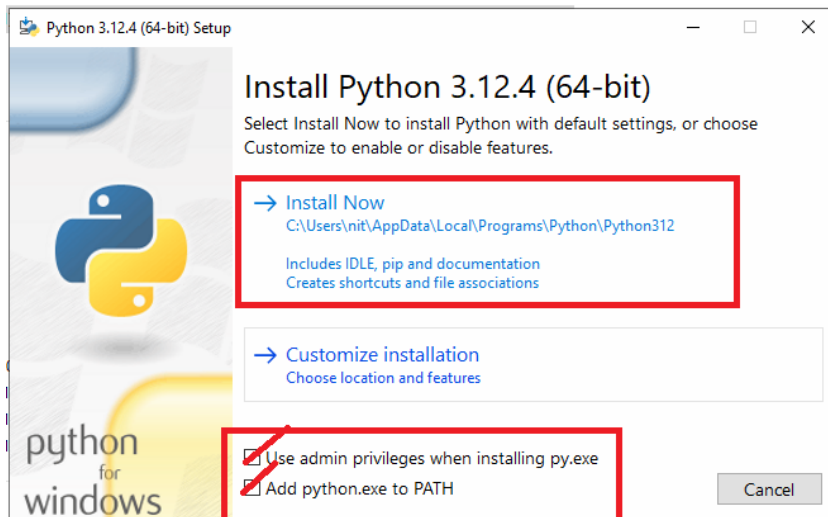 Python 3.12.4 (64-bit) Setup
Install Python 3.12.4 (64-bit)
Select Install Now to install Python with default settings, or choose
Customize to enable or disable features.
→ Install Now
C:\Users\nit\AppData\Local\Programs\Python\Python312
Includes IDLE, pip and documentation
Creates shortcuts and file associations
→ Customize installation
Choose location and features
Use admin privileges when installing py.exe
Add python.exe to PATH
python
for
windows
Cancel